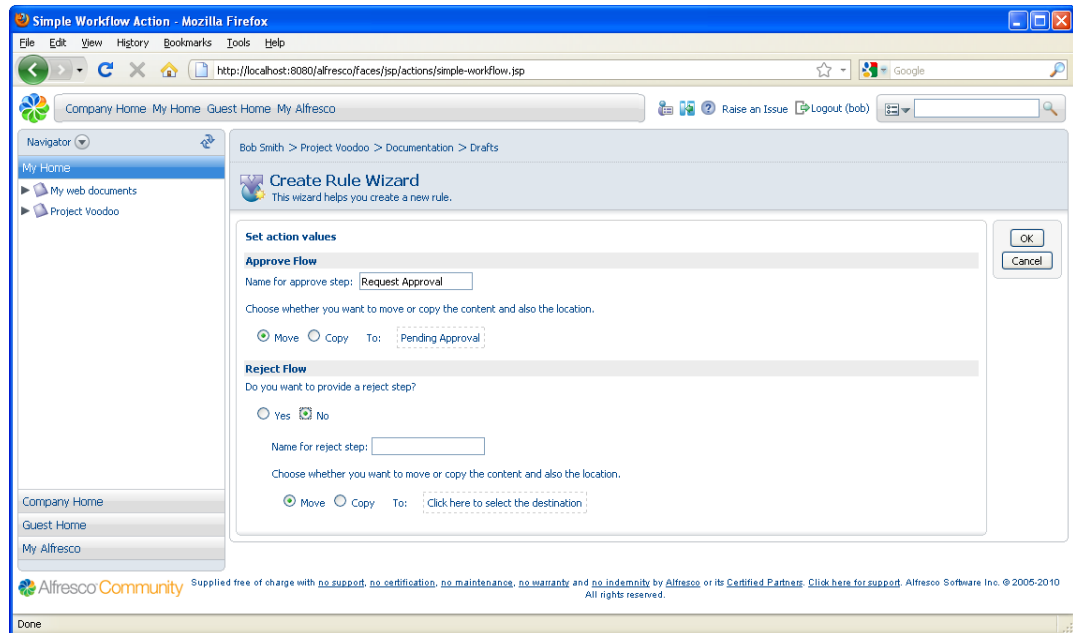 Simple Workflow Action - Mozilla Firefox
File Edit View History Bookmarks Tools Help
http://localhost:8080/alfresco/faces/jsp/actions/simple-workflow.jsp
Google
Company Home My Home Guest Home My Alfresco
Raise an Issue Logout (bob)
Navigator
My Home
My web documents
Project Voodoo
Company Home
Guest Home
My Alfresco
Bob Smith > Project Voodoo > Documentation > Drafts
Create Rule Wizard
This wizard helps you create a new rule.
Set action values
Approve Flow
Name for approve step: Request Approval
Choose whether you want to move or copy the content and also the location.
Move Copy To: Pending Approval
Reject Flow
Do you want to provide a reject step?
Yes No
Name for reject step:
Choose whether you want to move or copy the content and also the location.
Move Copy To: Click here to select the destination
OK
Cancel
Alfresco Community
Supplied free of charge with no support, no certification, no maintenance, no warranty and no indemnity by Alfresco or its Certified Partners. Click here for support. Alfresco Software Inc. © 2005-2010
All rights reserved.
Done